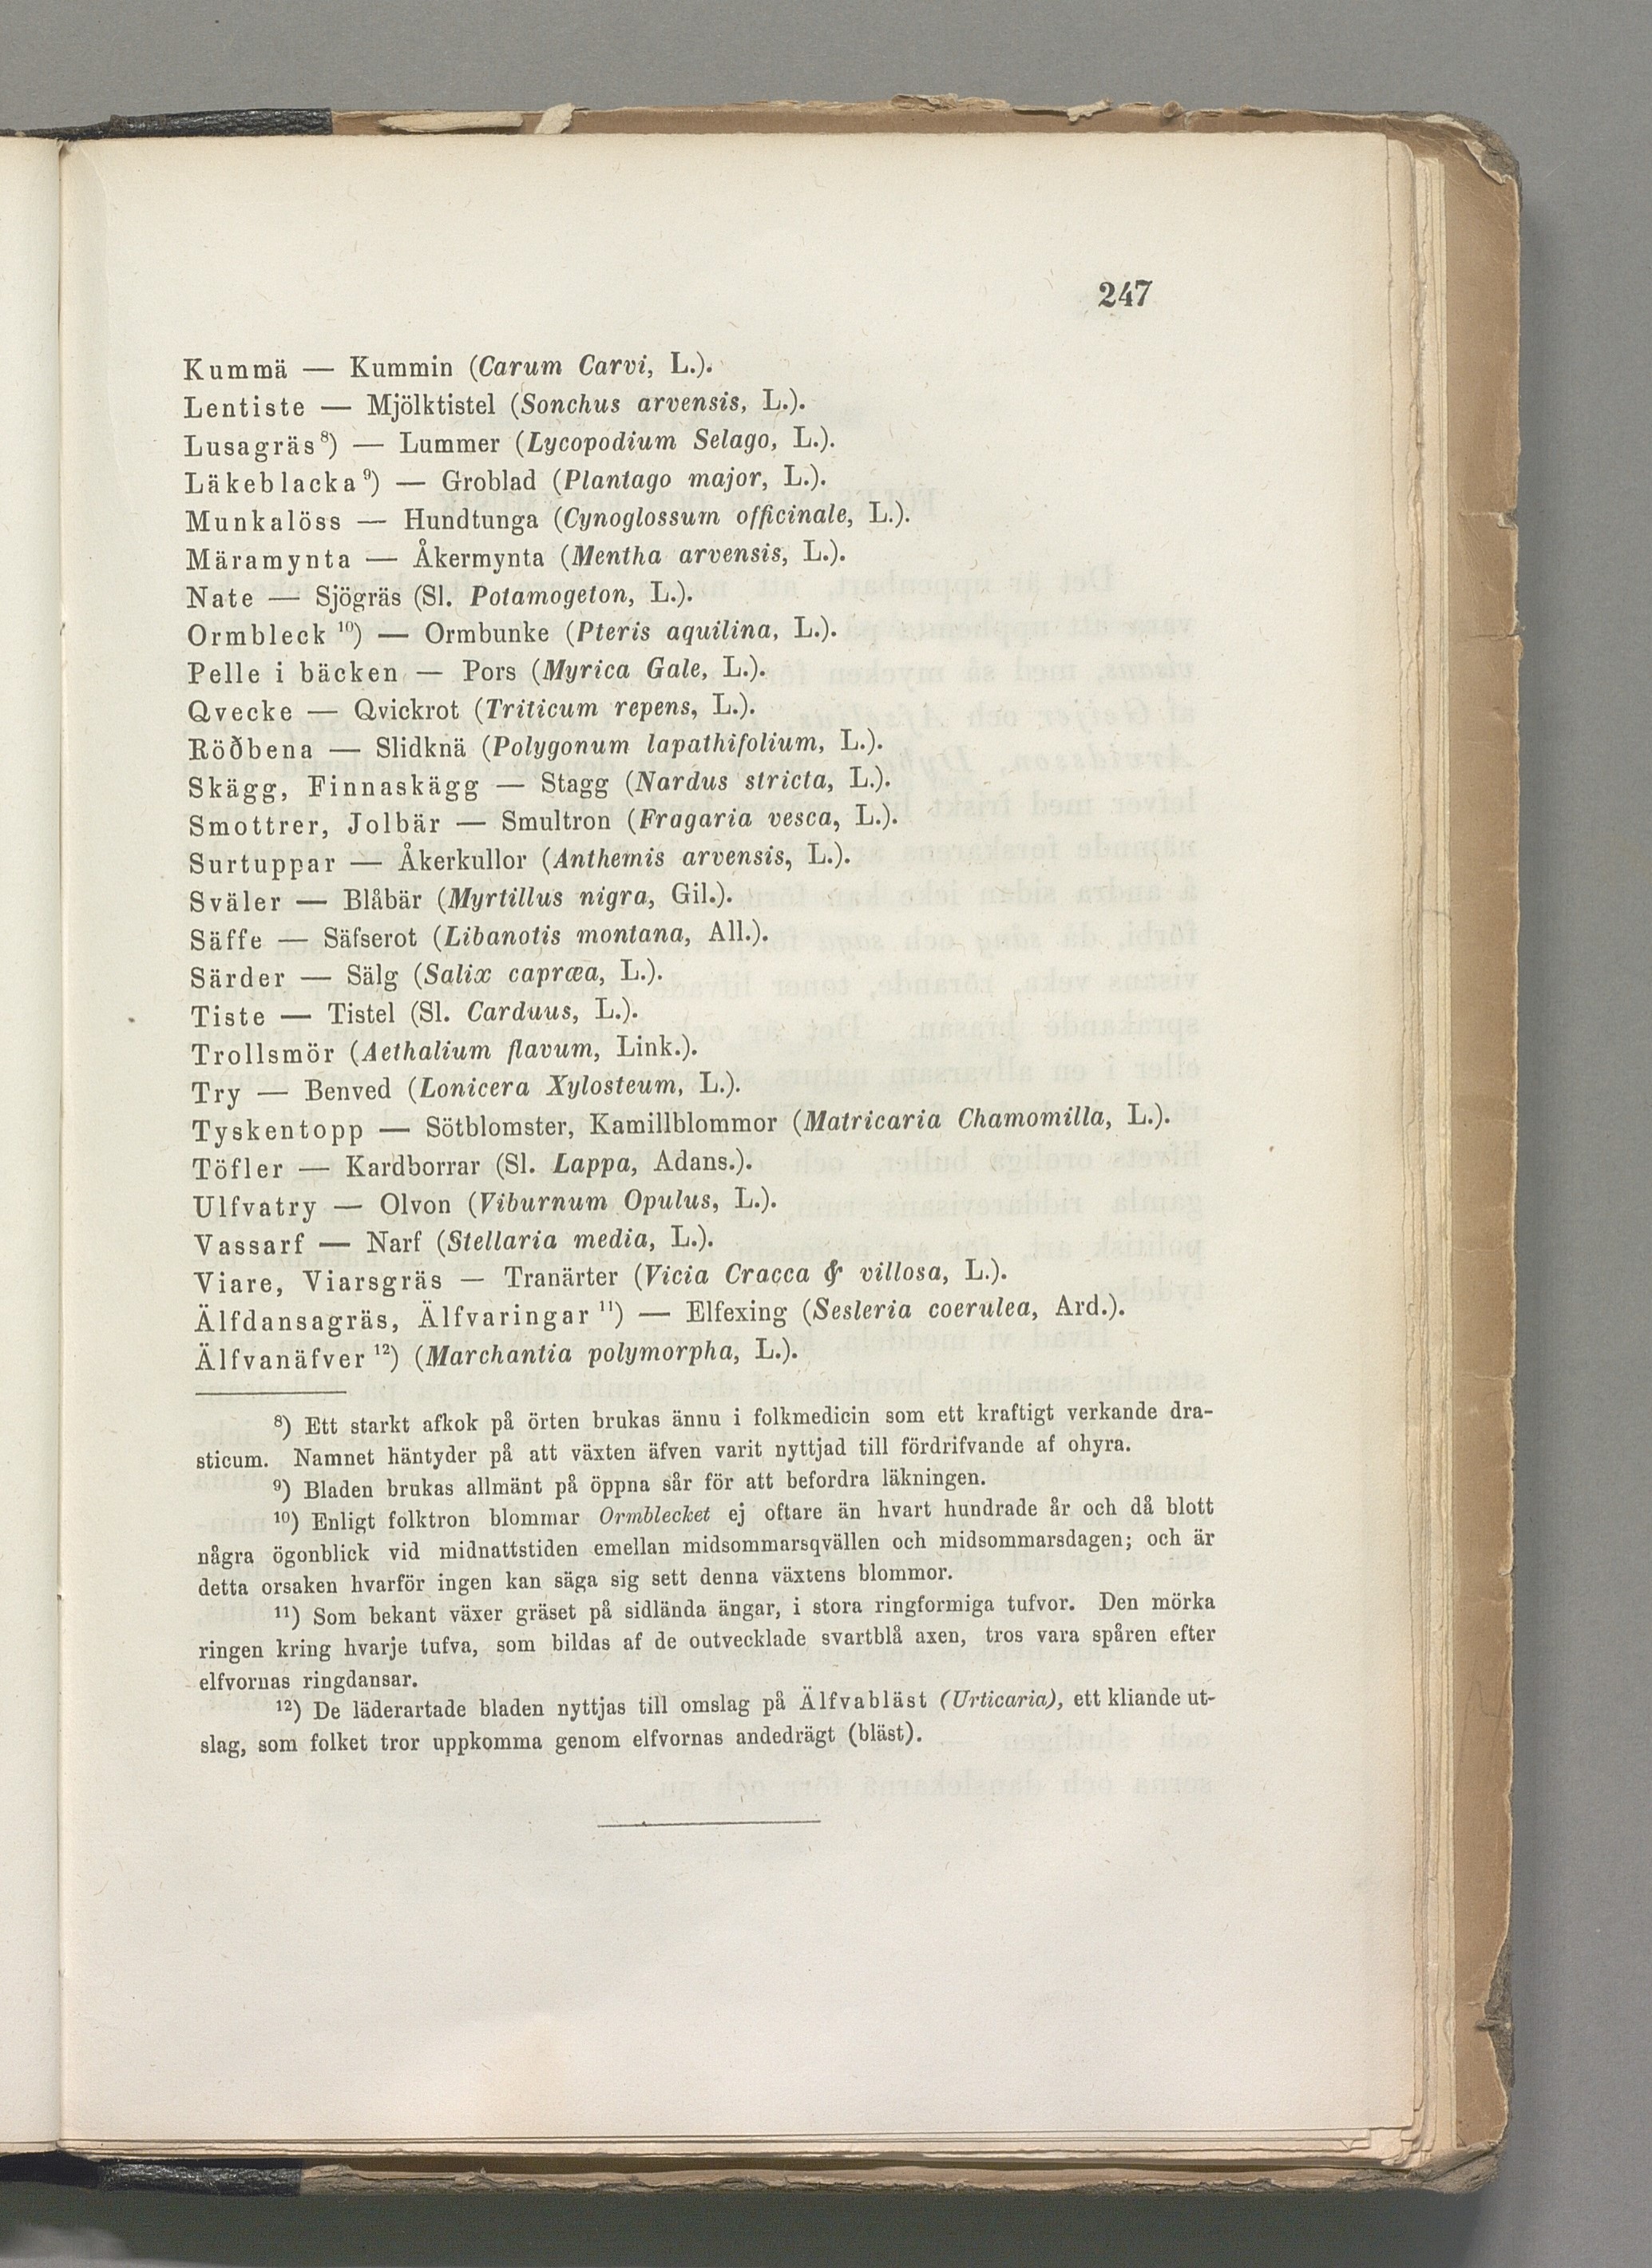 247
Kummä — Kummin (Carum Carvi, L.).
Lentiste — Mjölktistel (Sonchus arvensis, L.).
Lusagräs⁸) — Lummer (Lycopodium Selago, L.).
Läkeblacka⁹) — Groblad (Plantago major, L.).
Munkalöss — Hundtunga (Cynoglossum officinale, L.).
Märamynta — Åkermynta (Mentha arvensis, L.).
Nate — Sjögräs (Sl. Potamogeton, L.).
Ormbleck ¹⁰) — Ormbunke (Pteris aquilina, L.).
Pelle i bäcken — Pors (Myrica Gale, L.).
Qvecke — Qvickrot (Triticum repens, L.).
Röðbena — Slidknä (Polygonum lapathifolium, L.).
Skägg, Finnaskägg — Stagg (Nardus stricta, L.).
Smottrer, Jolbär — Smultron (Fragaria vesca, L.).
Surtuppar — Åkerkullor (Anthemis arvensis, L.).
Sväler — Blåbär (Myrtillus nigra, Gil.).
Säffe — Säfserot (Libanotis montana, All.).
Särder — Sälg (Salix capræa, L.).
Tiste — Tistel (Sl. Carduus, L.).
Trollsmör (Aethalium flavum, Link.).
Try — Benved (Lonicera Xylosteum, L.).
Tyskentopp — Sötblomster, Kamillblommor (Matricaria Chamomilla, L.).
Töfler — Kardborrar (Sl. Lappa, Adans.).
Ulfvatry — Olvon (Viburnum Opulus, L.).
Vassarf — Narf (Stellaria media, L.).
Viare, Viarsgräs — Tranärter (Vicia Cracca & villosa, L.).
Älfdansagräs, Älfvaringar ¹¹) — Elfexing (Sesleria coerulea, Ard.).
Älfvanäfver ¹²) (Marchantia polymorpha, L.).
⁸) Ett starkt afkok på örten brukas ännu i folkmedicin som ett kraftigt verkande dra-
sticum. Namnet häntyder på att växten äfven varit nyttjad till fördrifvande af ohyra.
⁹) Bladen brukas allmänt på öppna sår för att befordra läkningen.
¹⁰) Enligt folktron blommar Ormblecket ej oftare än hvart hundrade år och då blott
några ögonblick vid midnattstiden emellan midsommarsqvällen och midsommarsdagen; och är
detta orsaken hvarför ingen kan säga sig sett denna växtens blommor.
¹¹) Som bekant växer gräset på sidlända ängar, i stora ringformiga tufvor. Den mörka
ringen kring hvarje tufva, som bildas af de outvecklade svartblå axen, tros vara spåren efter
elfvornas ringdansar.
¹²) De läderartade bladen nyttjas till omslag på Älfvabläst (Urticaria), ett kliande ut-
slag, som folket tror uppkomma genom elfvornas andedrägt (bläst).